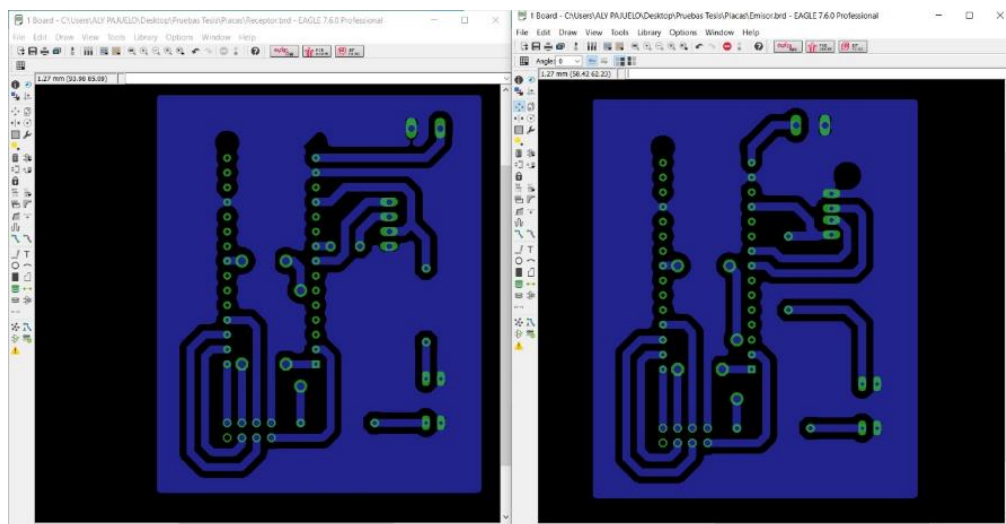 1 Board - C:\Users\ALY PAJUELO\Desktop\Pruebas Tesis\Placas\Receptor.brd - EAGLE 7.6.0 Professional
File Edit Draw View Tools Library Options Window Help
1.27 mm (93.98 65.09)
1 Board - C:\Users\ALY PAJUELO\Desktop\Pruebas Tesis\Placas\Emisor.brd - EAGLE 7.6.0 Professional
File Edit Draw View Tools Library Options Window Help
Angle: 0
1.27 mm (58.42 62.23)